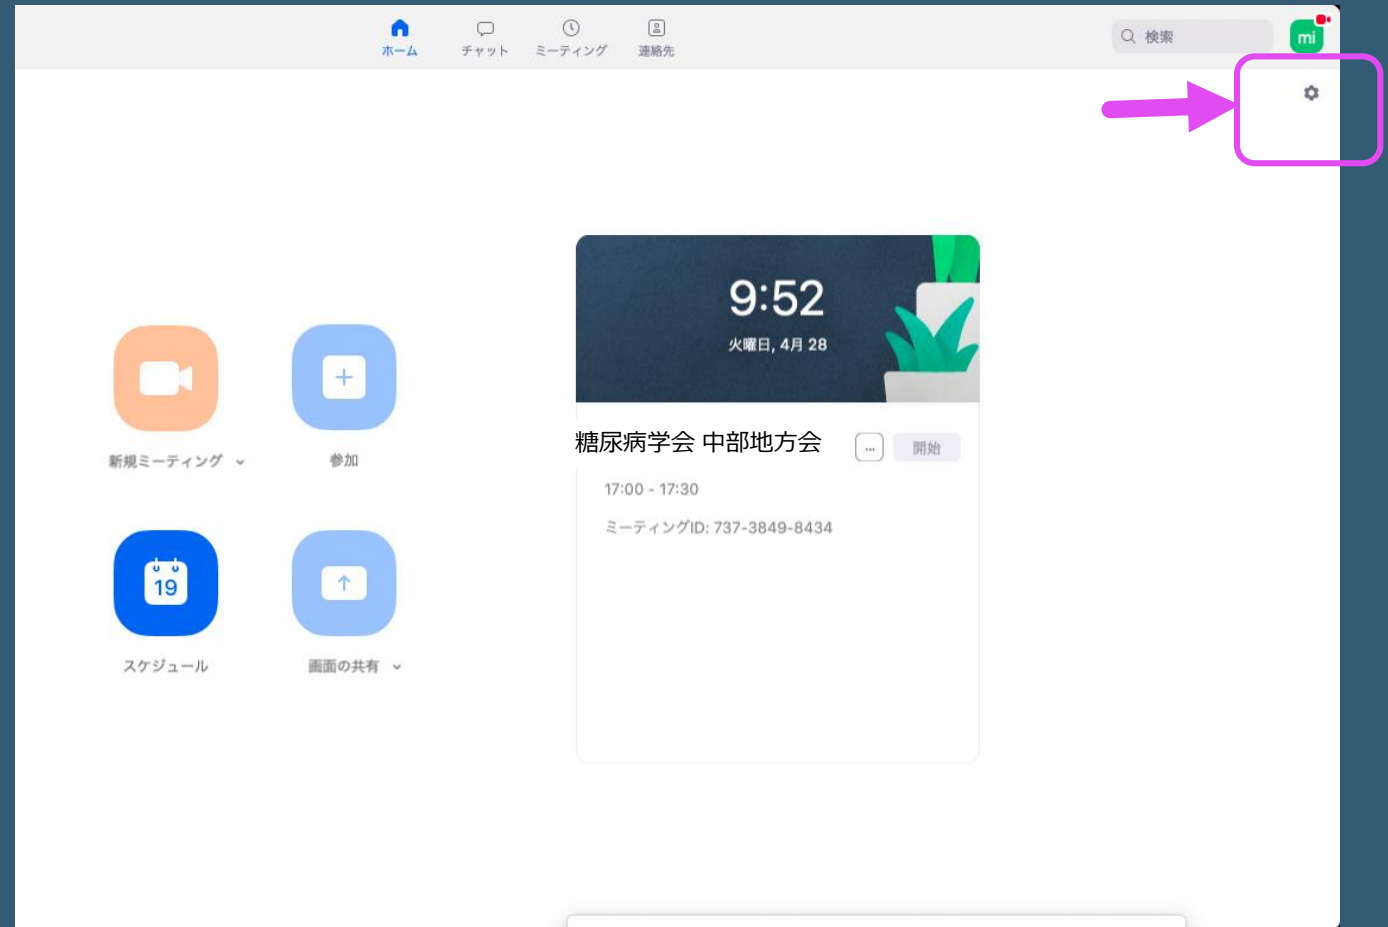 ホーム
チャット
ミーティング
連絡先
検索
mi
9:52
火曜日, 4月 28
糖尿病学会 中部地方会
... 開始
17:00 - 17:30
ミーティングID: 737-3849-8434
新規ミーティング
参加
19
スケジュール
画面の共有